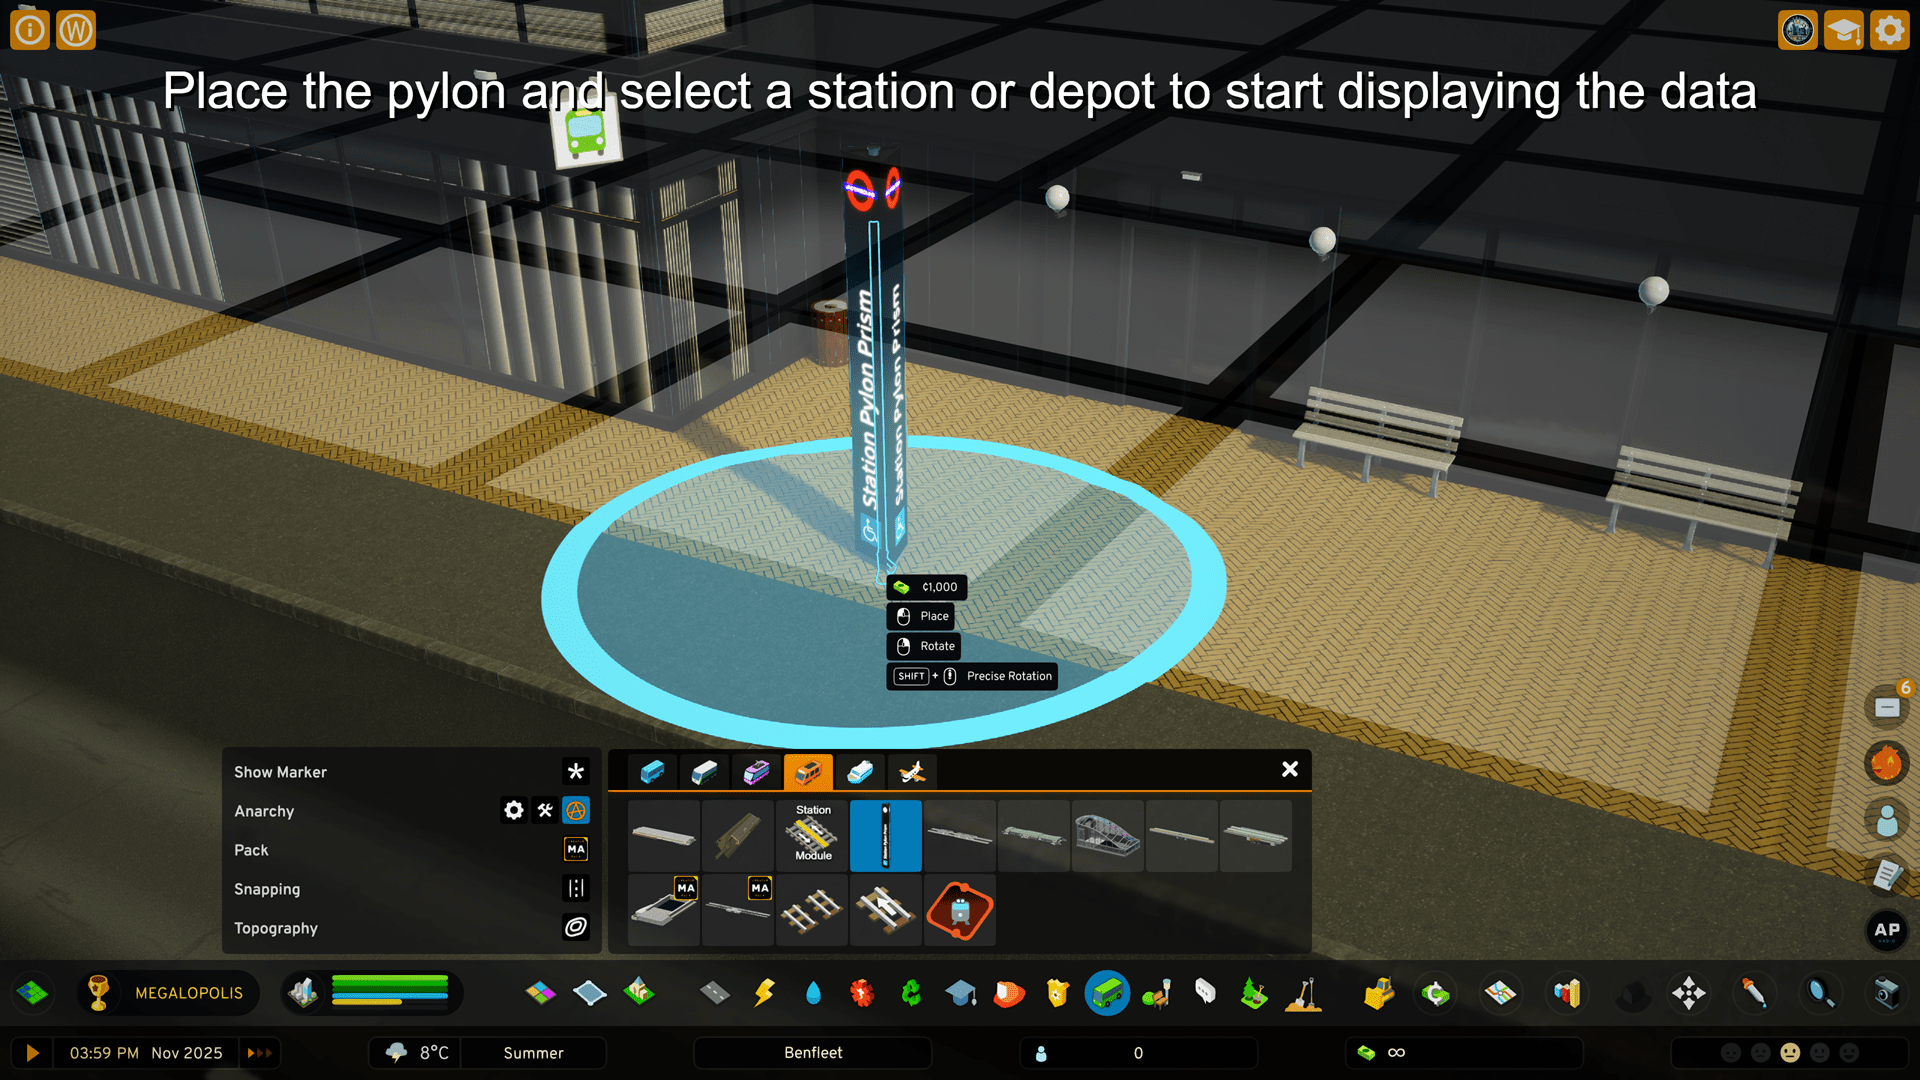 Place the pylon and select a station or depot to start displaying the data
Station Pylon Prism
Station Pylon Prism
¢1,000
Place
Rotate
SHIFT + Precise Rotation
Show Marker
Anarchy
Pack
MA
Snapping
Topography
Station
Module
MA
MA
6
AP
MEGALOPOLIS
03:59 PM Nov 2025
8°C
Summer
Benfleet
0
∞